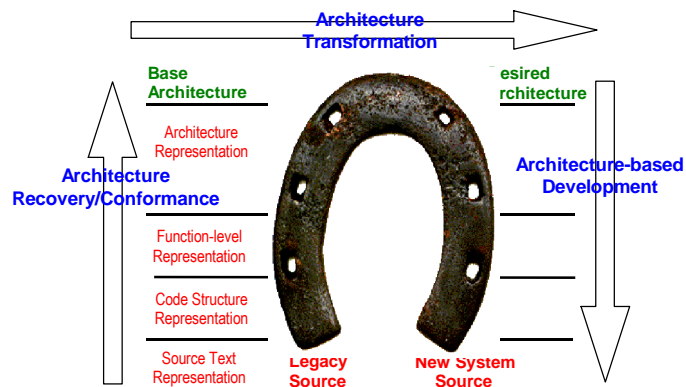 Architecture
Transformation
Base
Architecture
esired
rchitecture
Architecture
Representation
Architecture
Recovery/Conformance
Architecture-based
Development
Function-level
Representation
Code Structure
Representation
Source Text
Representation
Legacy
Source
New System
Source